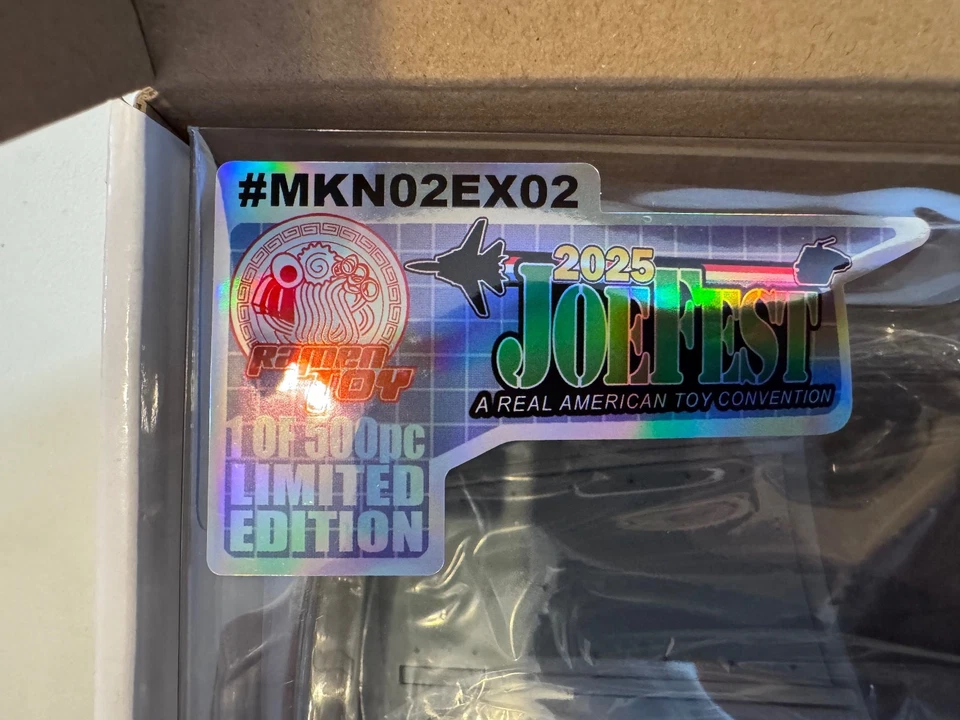 #MKN02EX02
2025
JOEFEST
A REAL AMERICAN TOY CONVENTION
Ramen
TOY
1 OF 500pc
LIMITED
EDITION